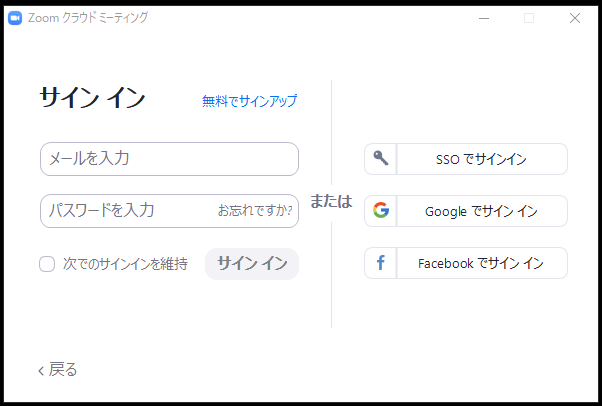 Zoom クラウド ミーティング
サイン イン
無料でサインアップ
メールを入力
パスワードを入力
お忘れですか?
次でのサインインを維持
サイン イン
または
SSO でサインイン
Google でサイン イン
Facebook でサイン イン
戻る